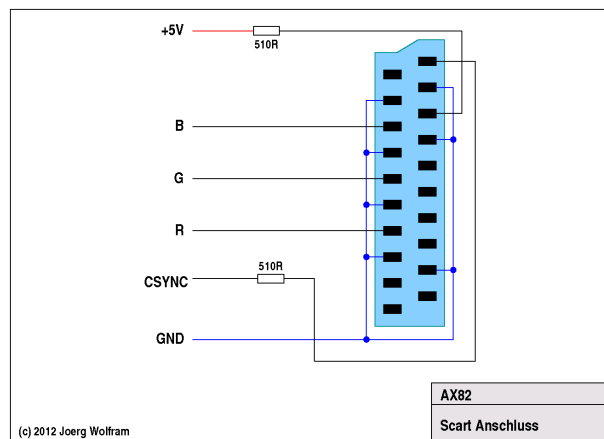 +5V
510R
B
G
R
510R
CSYNC
GND
AX82
Scart Anschluss
(c) 2012 Joerg Wolfram